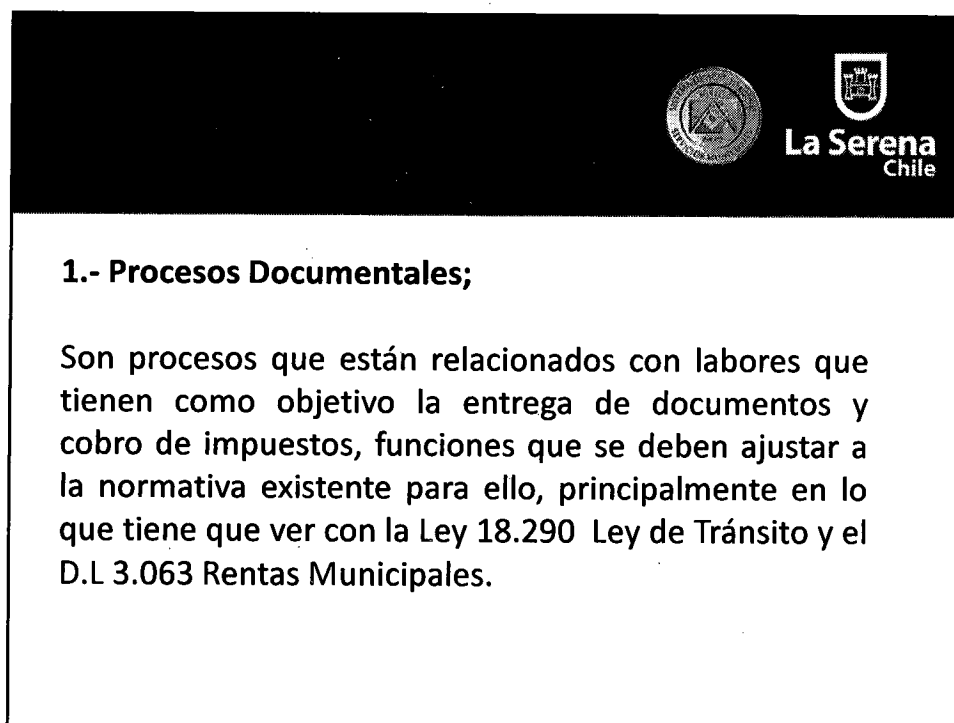 La Serena
Chile
1.- Procesos Documentales;
Son procesos que están relacionados con labores que
tienen como objetivo la entrega de documentos y
cobro de impuestos, funciones que se deben ajustar a
la normativa existente para ello, principalmente en lo
que tiene que ver con la Ley 18.290 Ley de Tránsito y el
D.L 3.063 Rentas Municipales.